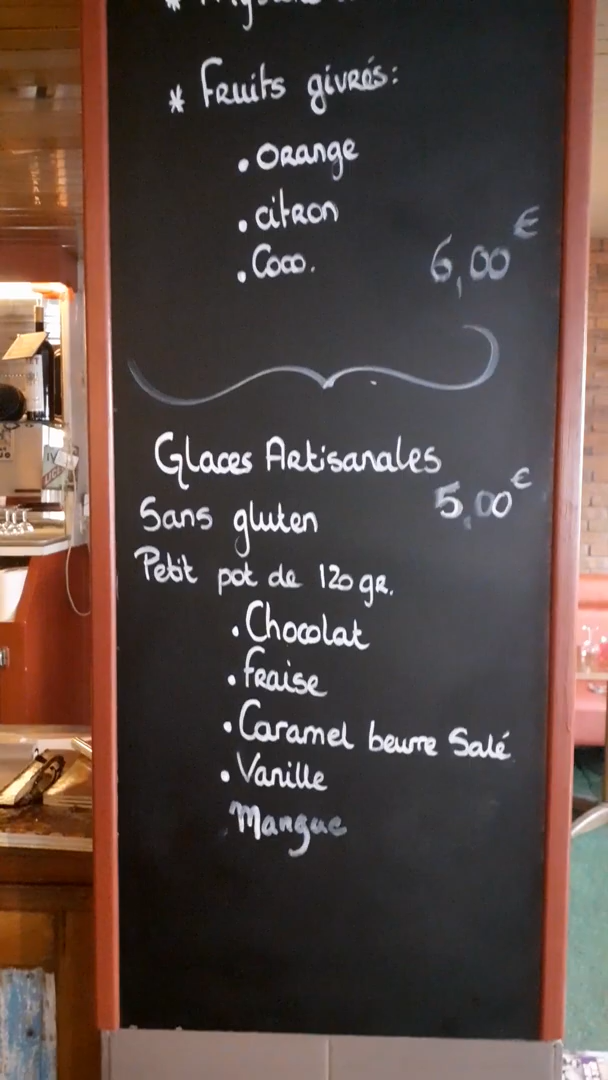 * Fruits givrés:
. Orange
. citron
. Coco. 6,00€
Glaces Artisanales
Sans gluten 5,00€
Petit pot de 120 gr.
. Chocolat
. Fraise
. Caramel beurre Salé
. Vanille
Mangue